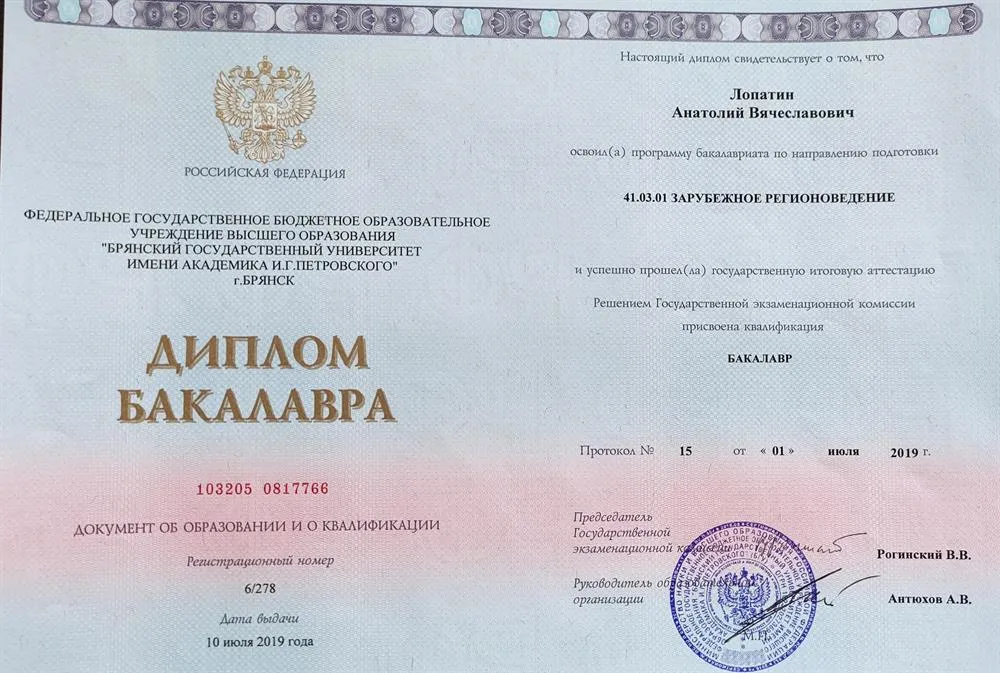 РОССИЙСКАЯ ФЕДЕРАЦИЯ
ФЕДЕРАЛЬНОЕ ГОСУДАРСТВЕННОЕ БЮДЖЕТНОЕ ОБРАЗОВАТЕЛЬНОЕ
УЧРЕЖДЕНИЕ ВЫСШЕГО ОБРАЗОВАНИЯ
"БРЯНСКИЙ ГОСУДАРСТВЕННЫЙ УНИВЕРСИТЕТ
ИМЕНИ АКАДЕМИКА И.Г.ПЕТРОВСКОГО"
г.БРЯНСК
ДИПЛОМ
БАКАЛАВРА
103205 0817766
ДОКУМЕНТ ОБ ОБРАЗОВАНИИ И О КВАЛИФИКАЦИИ
Регистрационный номер
6/278
Дата выдачи
10 июля 2019 года
Настоящий диплом свидетельствует о том, что
Лопатин
Анатолий Вячеславович
освоил(а) программу бакалавриата по направлению подготовки
41.03.01 ЗАРУБЕЖНОЕ РЕГИОНОВЕДЕНИЕ
и успешно прошел(ла) государственную итоговую аттестацию
Решением Государственной экзаменационной комиссии
присвоена квалификация
БАКАЛАВР
Протокол № 15 от « 01 » июля 2019 г.
Председатель
Государственной
экзаменационной комиссии Рогинский В.В.
Руководитель образовательной
организации Антюхов А.В.
М.П.